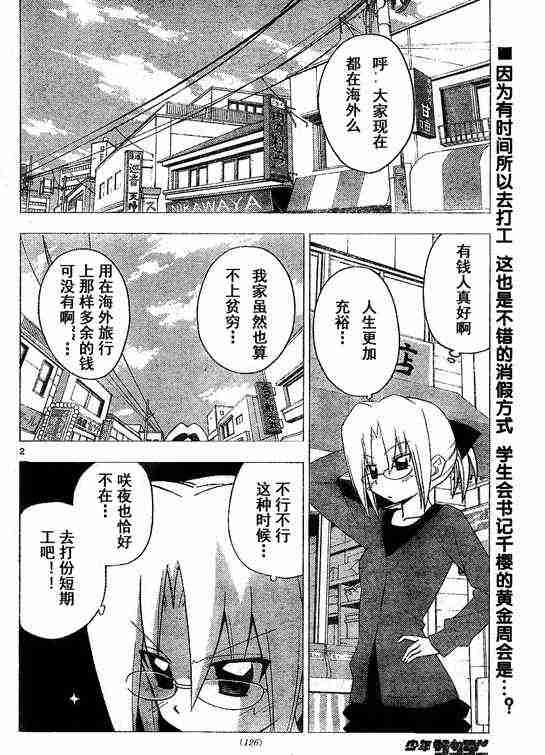 ■因为有时间所以去打工 这也是不错的消假方式 学生会书记千樱的黄金周会是…?
呼‥大家现在
都在海外么
NIKAWAYA
有钱人真好啊
人生更加
充裕…
店
我家虽然也算
不上贫穷…
用在海外旅行
上那样多余的钱
可没有啊~…
2
不行不行
这种时候…
咲夜也恰好
不在…
去打份短期
工吧!!
(126)
少年